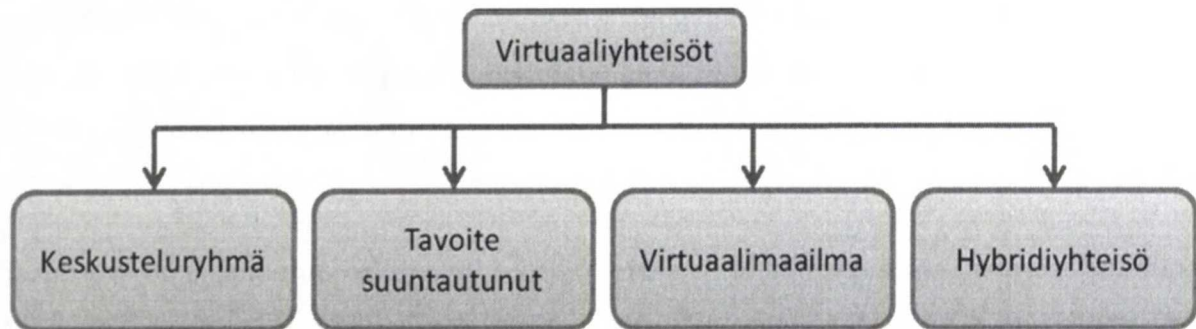 Virtuaaliyhteisöt
Keskusteluryhmä
Tavoite
suuntautunut
Virtuaalimaailma
Hybridiyhteisö